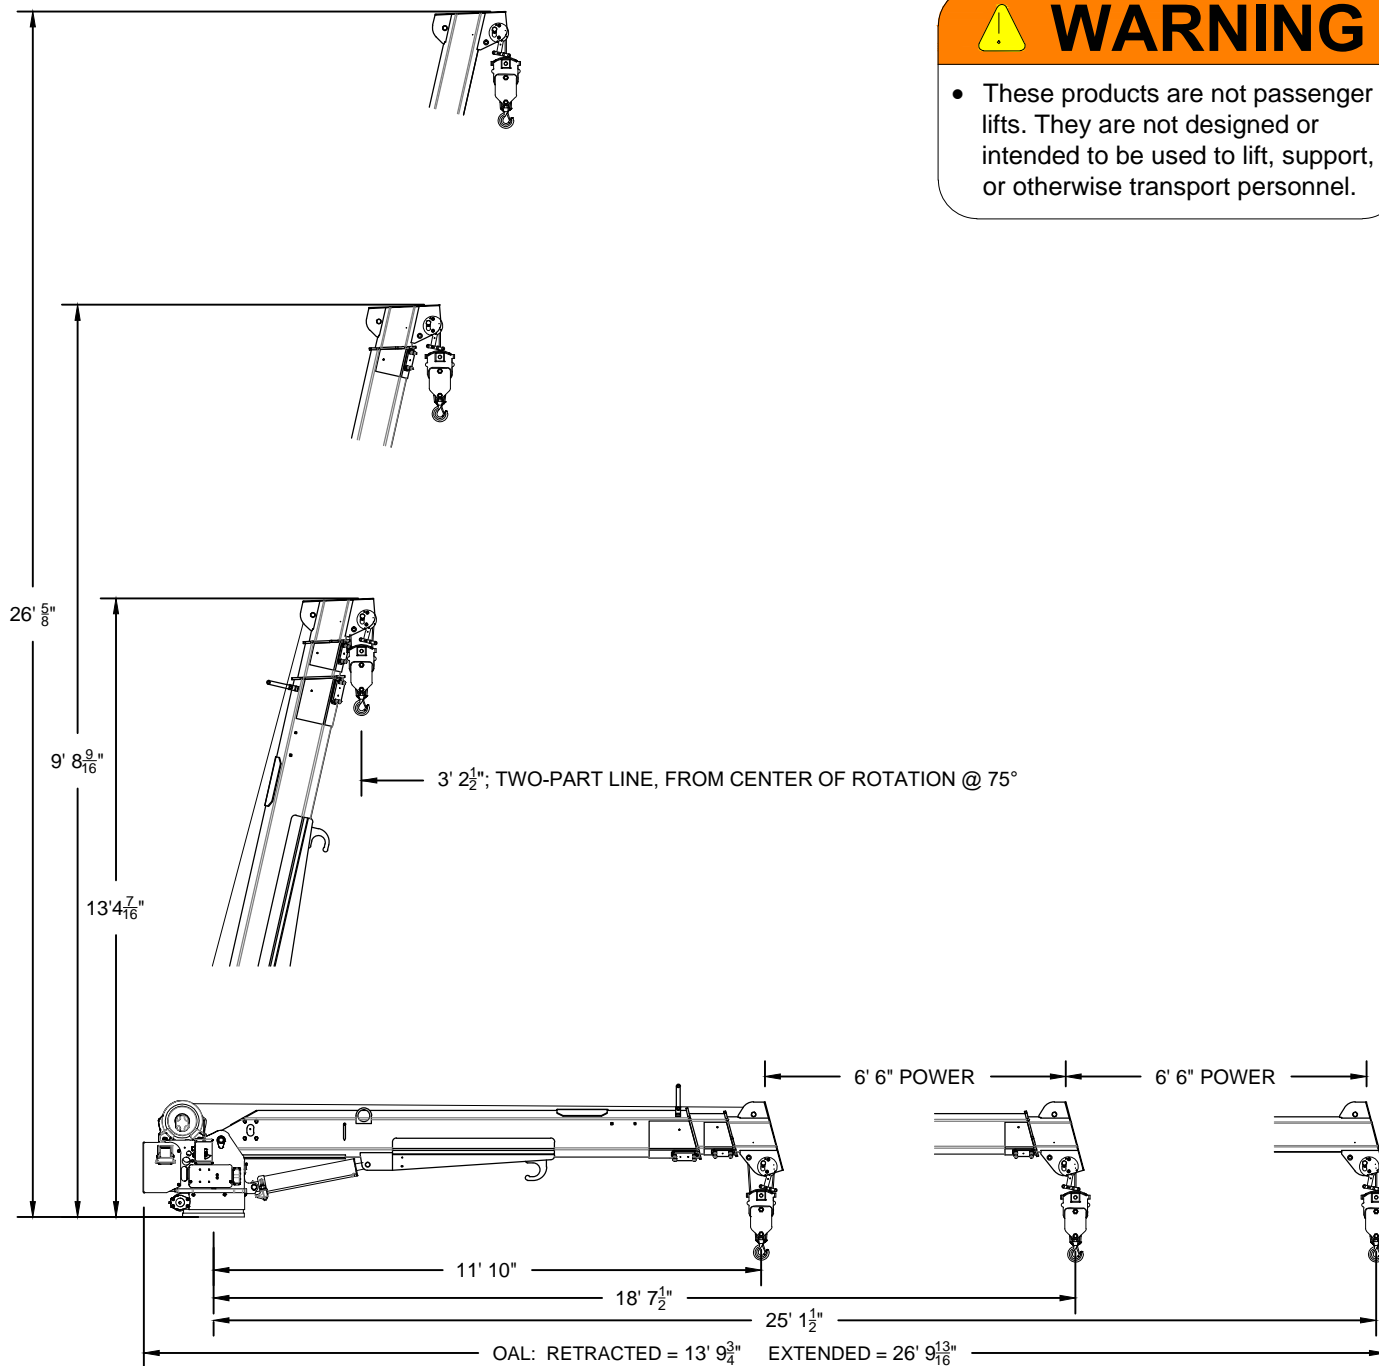 WARNING
• These products are not passenger
lifts. They are not designed or
intended to be used to lift, support,
or otherwise transport personnel.
26' 5/8"
9' 8 9/16"
3' 2 1/2"; TWO-PART LINE, FROM CENTER OF ROTATION @ 75°
13'4 7/16"
6' 6" POWER
6' 6" POWER
11' 10"
18' 7 1/2"
25' 1 1/2"
OAL: RETRACTED = 13' 9 3/4" EXTENDED = 26' 9 13/16"